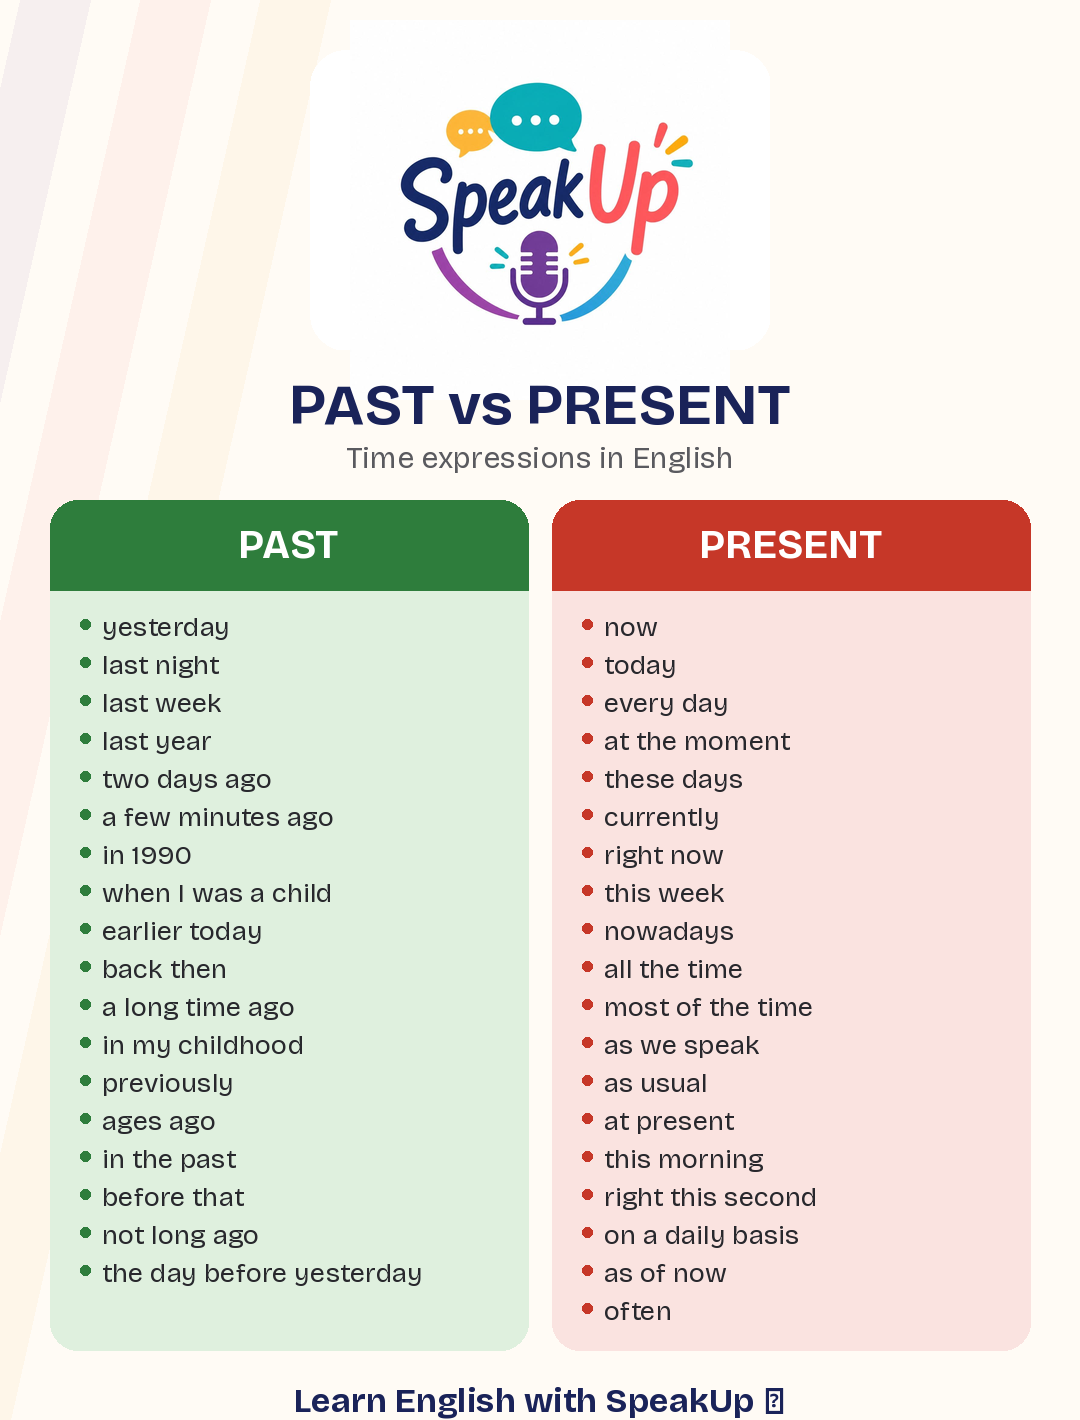 SpeakUp
PAST vs PRESENT
Time expressions in English
PAST
yesterday
last night
last week
last year
two days ago
a few minutes ago
in 1990
when I was a child
earlier today
back then
a long time ago
in my childhood
previously
ages ago
in the past
before that
not long ago
the day before yesterday
PRESENT
now
today
every day
at the moment
these days
currently
right now
this week
nowadays
all the time
most of the time
as we speak
as usual
at present
this morning
right this second
on a daily basis
as of now
often
Learn English with SpeakUp